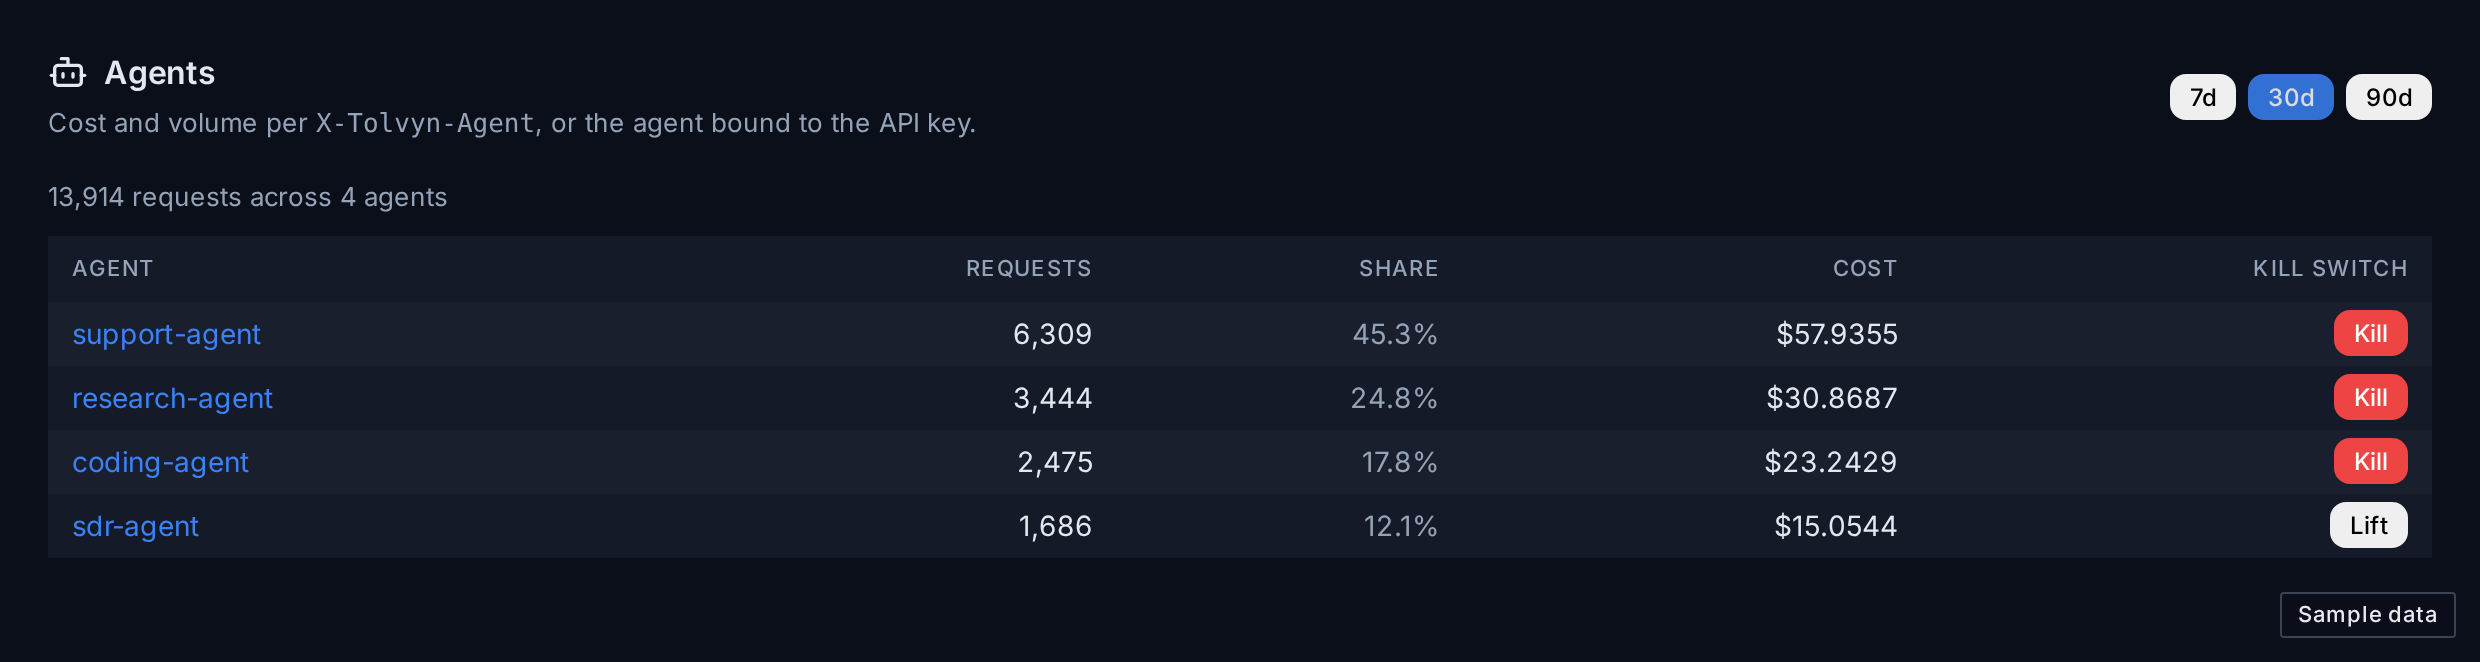 Agents
7d 30d 90d
Cost and volume per X-Tolvyn-Agent, or the agent bound to the API key.
13,914 requests across 4 agents
AGENT REQUESTS SHARE COST KILL SWITCH
support-agent 6,309 45.3% $57.9355 Kill
research-agent 3,444 24.8% $30.8687 Kill
coding-agent 2,475 17.8% $23.2429 Kill
sdr-agent 1,686 12.1% $15.0544 Lift
Sample data